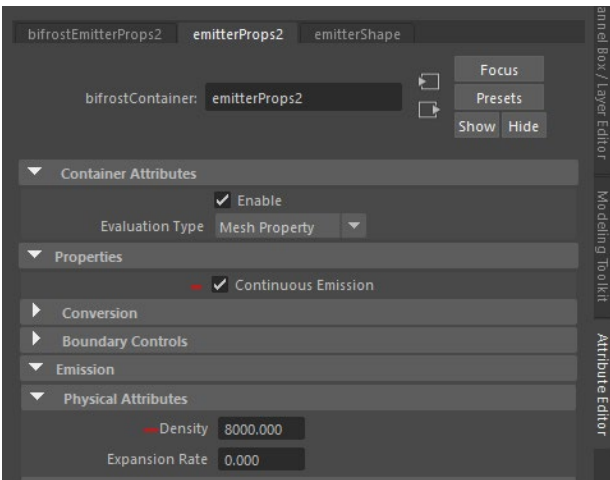 bifrostEmitterProps2 emitterProps2 emitterShape
Focus
bifrostContainer: emitterProps2 Presets
Show Hide
Container Attributes
Enable
Evaluation Type Mesh Property
Properties
Continuous Emission
Conversion
Boundary Controls
Emission
Physical Attributes
Density 8000.000
Expansion Rate 0.000
annel Box / Layer Editor
Modeling Toolkit
Attribute Editor